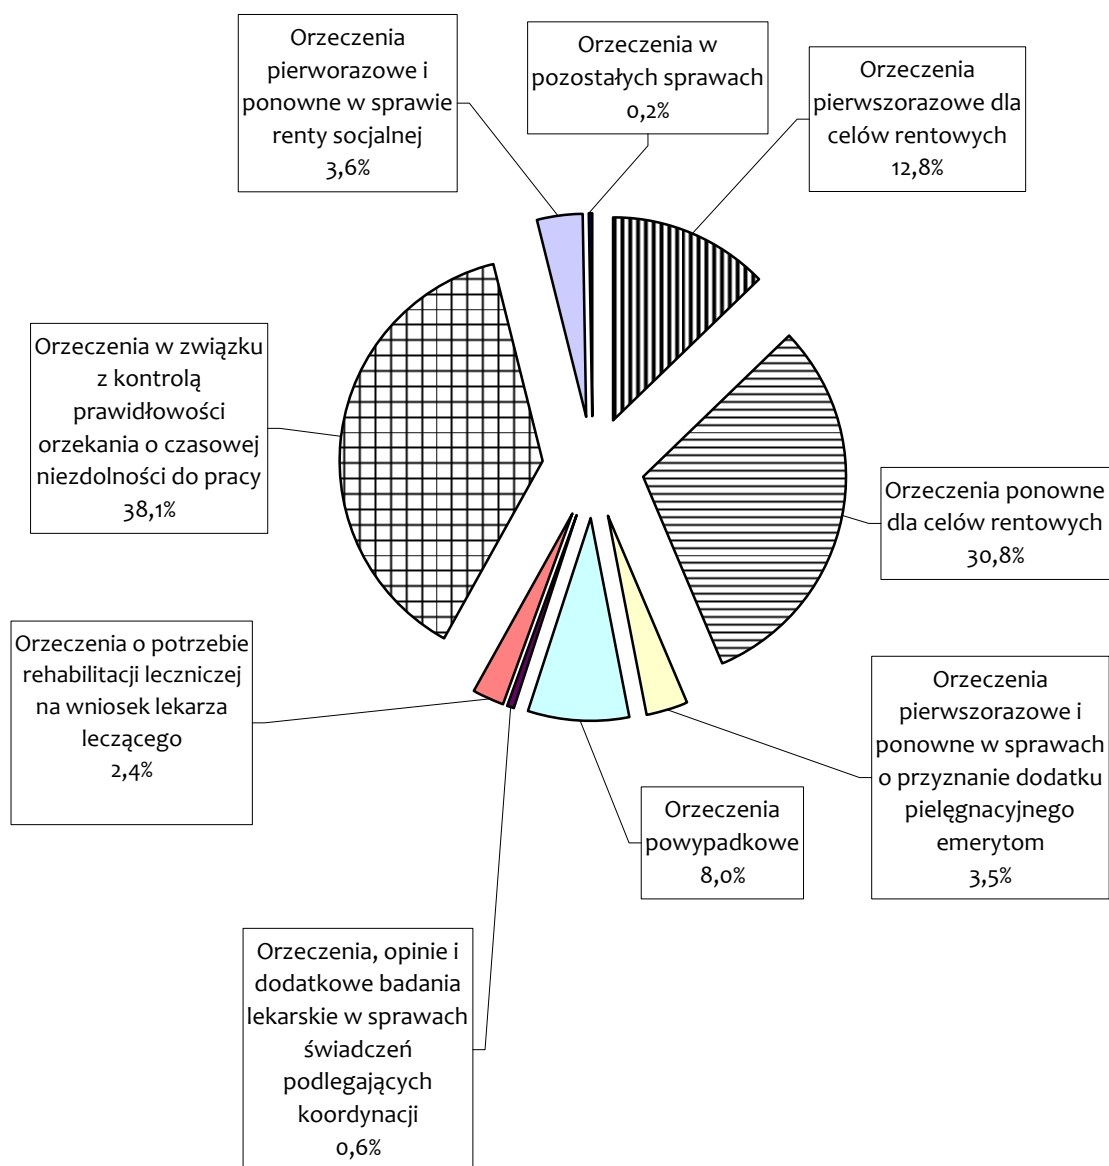 Orzeczenia
pierworazowe i
ponowne w sprawie
renty socjalnej
3,6%
Orzeczenia w
pozostałych sprawach
0,2%
Orzeczenia
pierwszorazowe dla
celów rentowych
12,8%
Orzeczenia w związku
z kontrolą
prawidłowości
orzekania o czasowej
niezdolności do pracy
38,1%
Orzeczenia ponowne
dla celów rentowych
30,8%
Orzeczenia o potrzebie
rehabilitacji leczniczej
na wniosek lekarza
leczącego
2,4%
Orzeczenia
pierwszorazowe i
ponowne w sprawach
o przyznanie dodatku
pielęgnacyjnego
emerytom
3,5%
Orzeczenia
powypadkowe
8,0%
Orzeczenia, opinie i
dodatkowe badania
lekarskie w sprawach
świadczeń
podlegających
koordynacji
0,6%